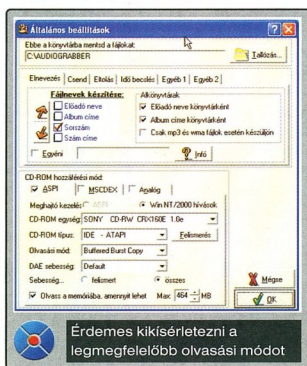 Általános beállítások
Ebbe a könyvtárba mentsd a fájlokat:
C:\AUDIOGRABBER
Tallózás...
Elnevezés Csend Eltolás Idő becslés Egyéb 1 Egyéb 2
Fájlnevek készítése:
Előadó neve
Album címe
Sorszám
Szám címe
Alkönyvtárak
Előadó neve könyvtárként
Album címe könyvtárként
Csak mp3 és wma fájlok esetén készüljön
Egyéni
Infó
CD-ROM hozzáférési mód:
ASPI MSCDEX Analóg
Meghajtó kezelés ASPI Win NT/2000 hívások
CD-ROM egység: SONY CD-RW CRX160E 1.0e
CD-ROM típus: IDE - ATAPI Felismerés
Olvasási mód: Buffered Burst Copy
DAE sebesség: Default
Sebesség... felismert összes
Olvass a memóriába, amennyit lehet Max: 464 MB
Mégse
OK
Érdemes kikísérletezni a
legmegfelelőbb olvasási módot